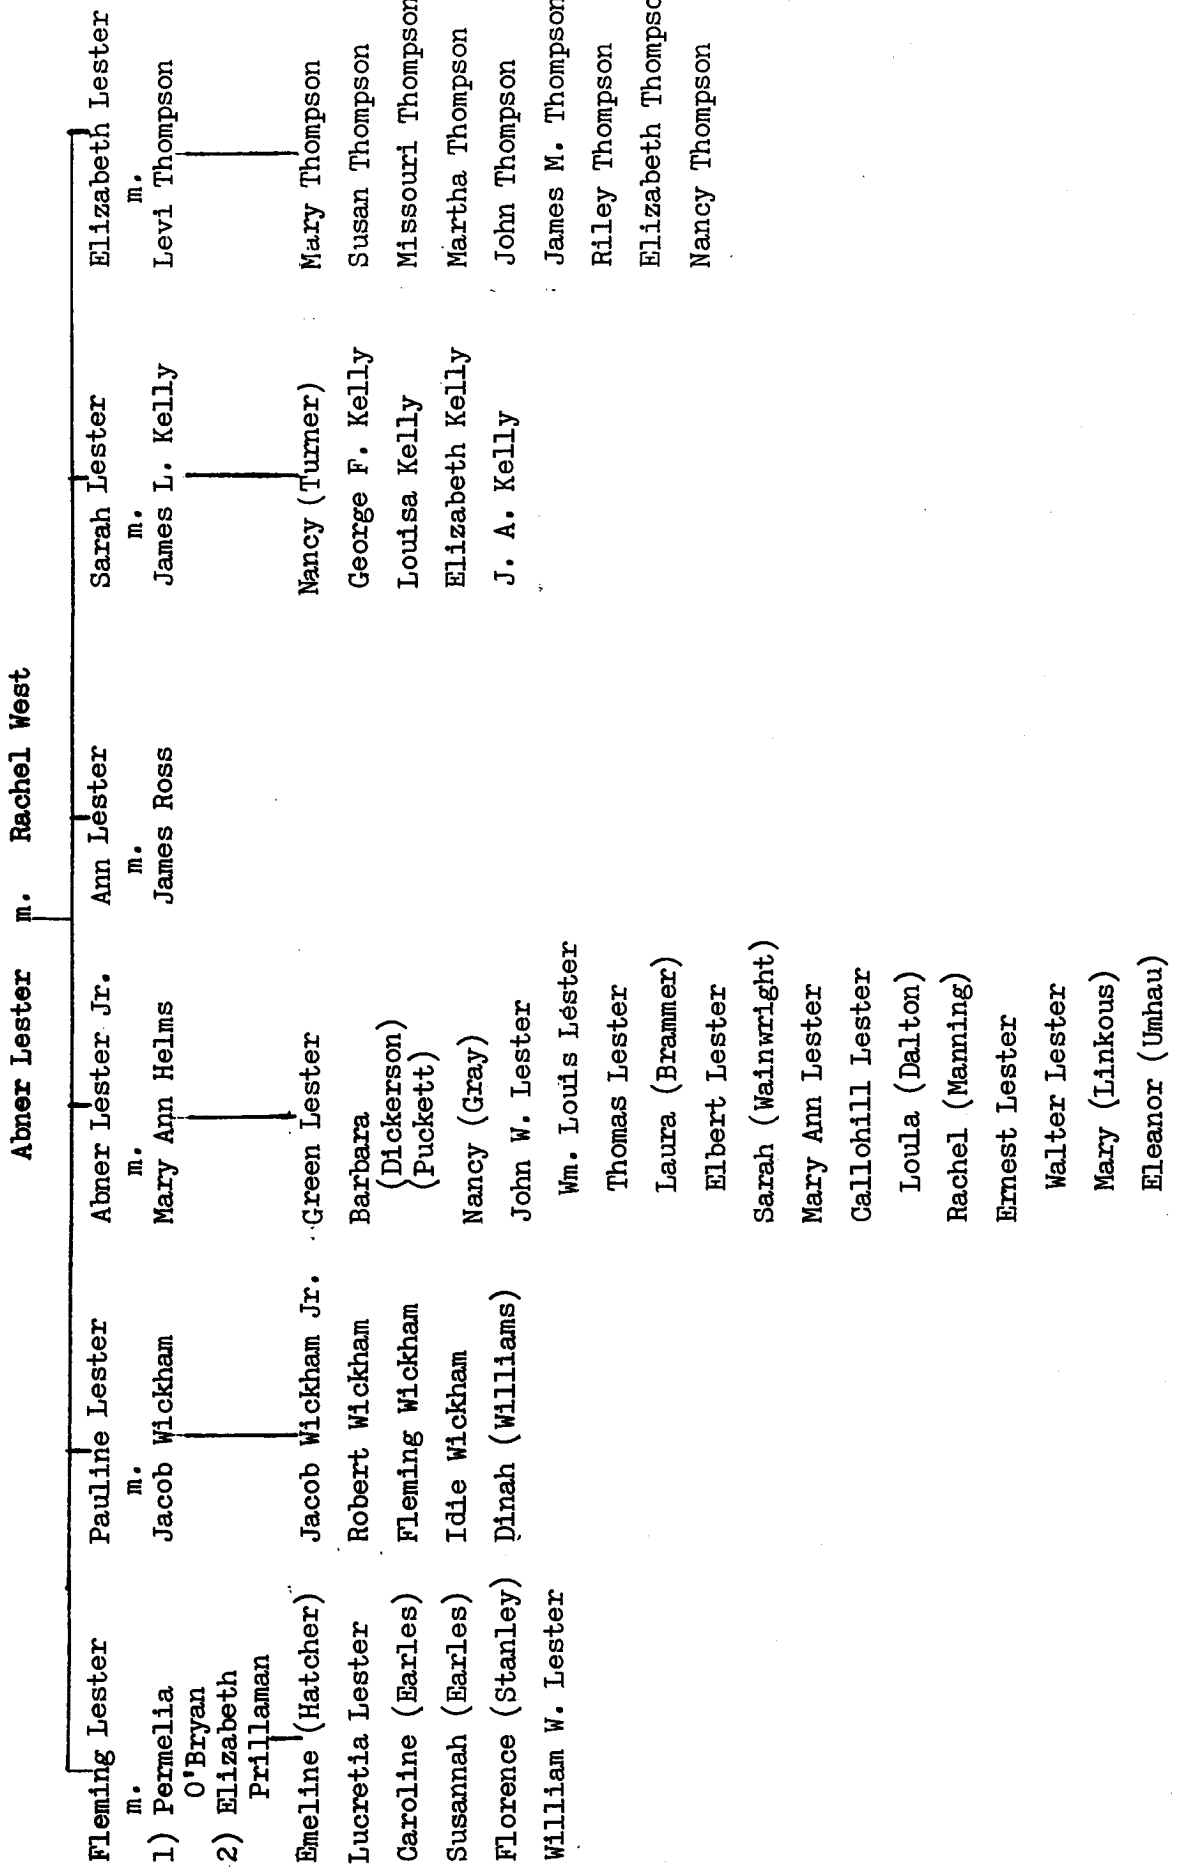 Abner Lester m. Rachel West
Fleming Lester
m.
1) Permelia
O'Bryan
2) Elizabeth
Prillaman
Emeline (Hatcher)
Lucretia Lester
Caroline (Earles)
Susannah (Earles)
Florence (Stanley)
William W. Lester
Pauline Lester
m.
Jacob Wickham
Jacob Wickham Jr.
Robert Wickham
Fleming Wickham
Idie Wickham
Dinah (Williams)
Abner Lester Jr.
m.
Mary Ann Helms
Green Lester
Barbara
(Dickerson)
(Puckett)
Nancy (Gray)
John W. Lester
Wm. Louis Lester
Thomas Lester
Laura (Brammer)
Elbert Lester
Sarah (Wainwright)
Mary Ann Lester
Callohill Lester
Loula (Dalton)
Rachel (Manning)
Ernest Lester
Walter Lester
Mary (Linkous)
Eleanor (Umhau)
Ann Lester
m.
James Ross
Sarah Lester
m.
James L. Kelly
Nancy (Turner)
George F. Kelly
Louisa Kelly
Elizabeth Kelly
J. A. Kelly
Elizabeth Lester
m.
Levi Thompson
Mary Thompson
Susan Thompson
Missouri Thompson
Martha Thompson
John Thompson
James M. Thompson
Riley Thompson
Elizabeth Thompso
Nancy Thompson